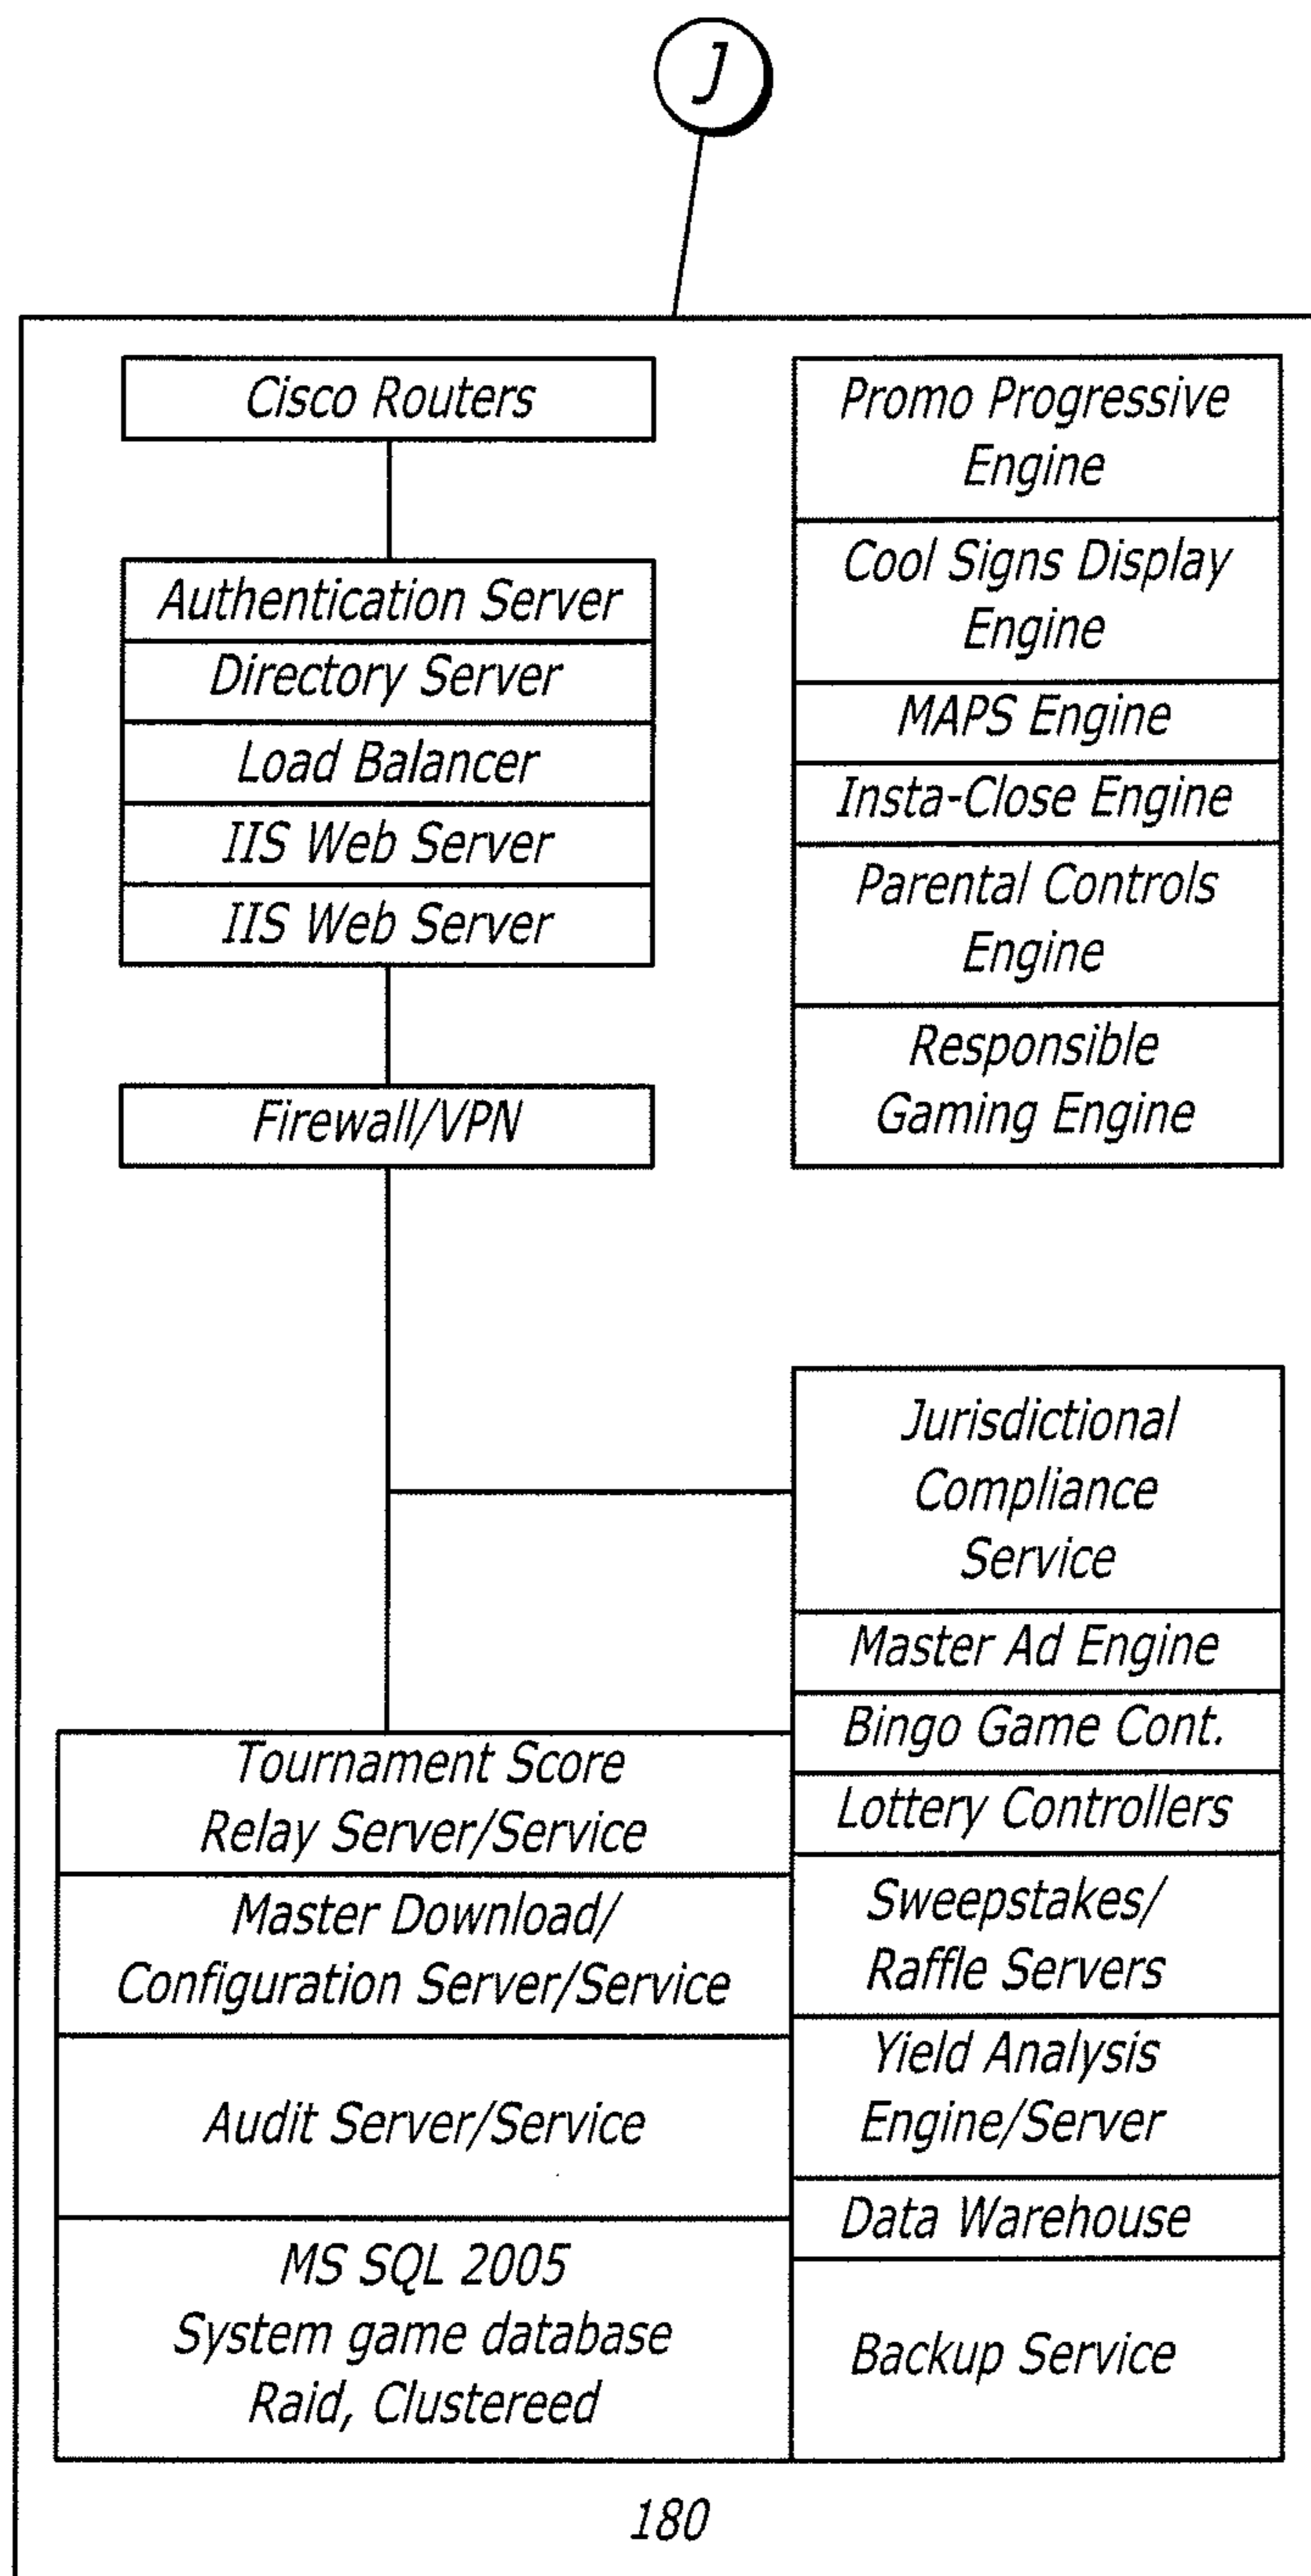 J
Cisco Routers
Authentication Server
Directory Server
Load Balancer
IIS Web Server
IIS Web Server
Firewall/VPN
Promo Progressive
Engine
Cool Signs Display
Engine
MAPS Engine
Insta-Close Engine
Parental Controls
Engine
Responsible
Gaming Engine
Jurisdictional
Compliance
Service
Master Ad Engine
Bingo Game Cont.
Lottery Controllers
Sweepstakes/
Raffle Servers
Yield Analysis
Engine/Server
Data Warehouse
Backup Service
Tournament Score
Relay Server/Service
Master Download/
Configuration Server/Service
Audit Server/Service
MS SQL 2005
System game database
Raid, Clustereed
180